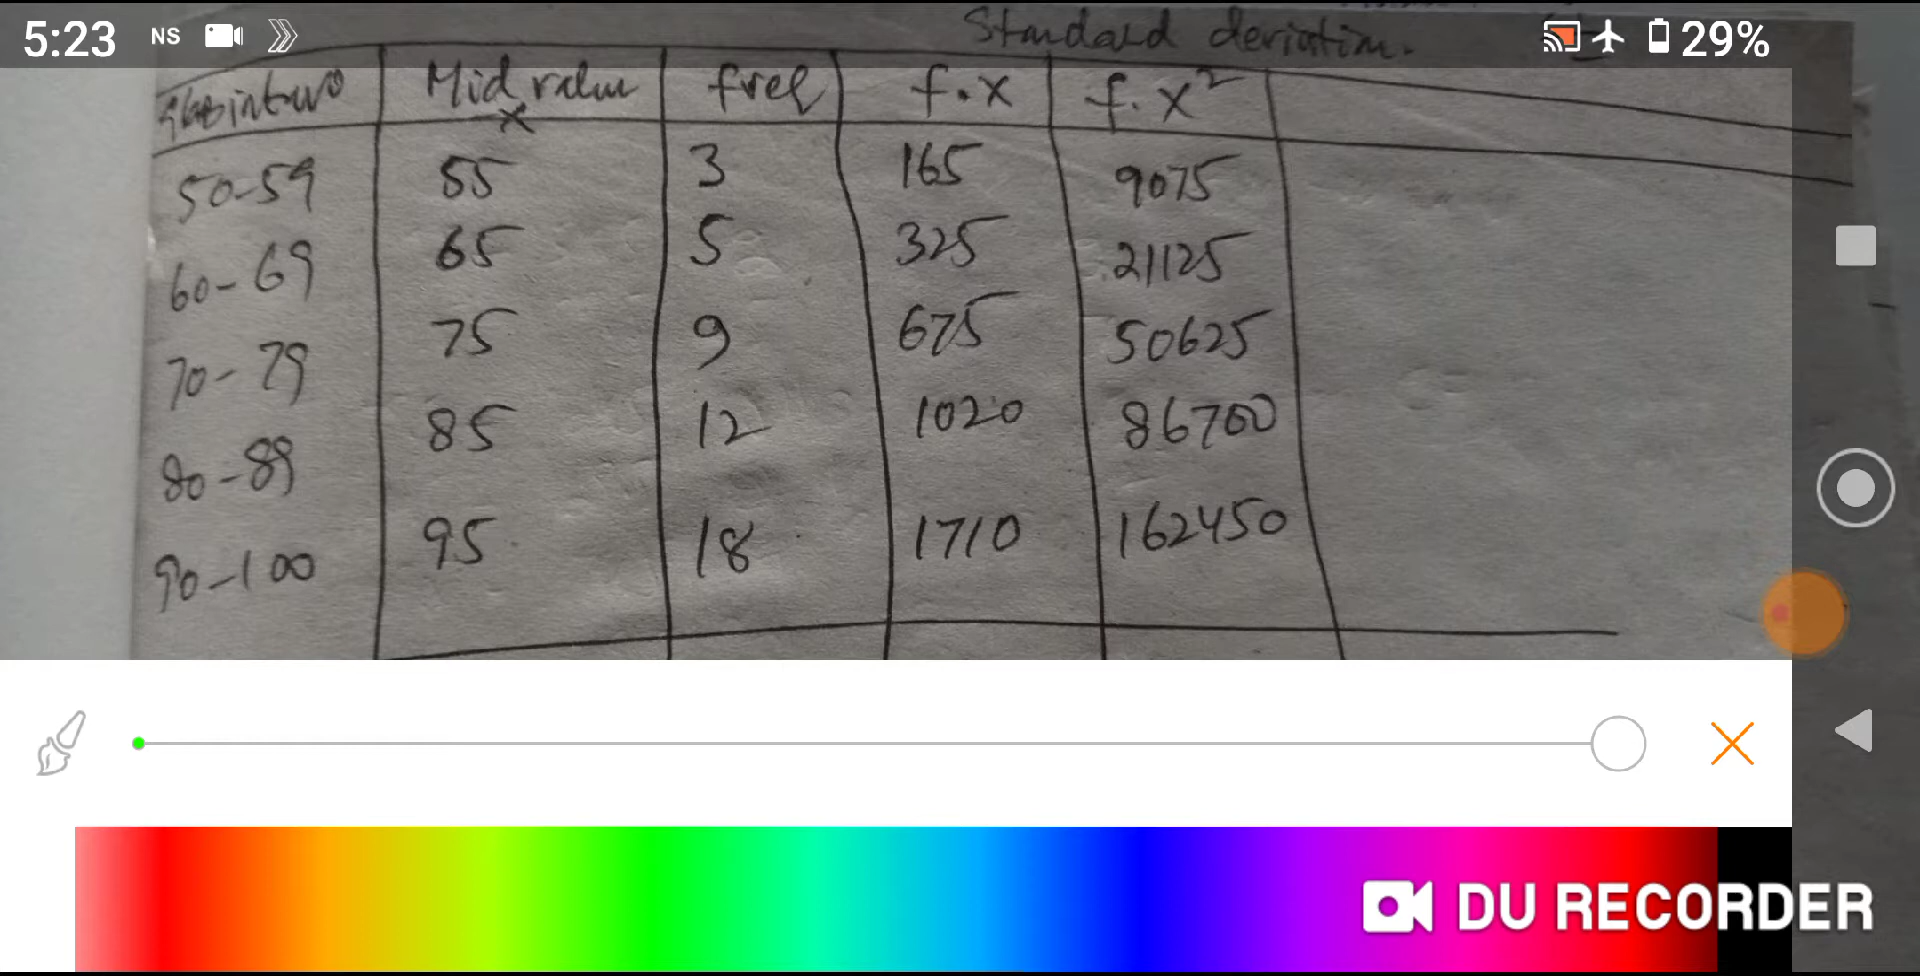 5:23 NS 29%
Standard deviation.
Mid value freq f.x f.x²
x
50-59 55 3 165 9075
60-69 65 5 325 21125
70-79 75 9 675 50625
80-89 85 12 1020 86700
90-100 95 18 1710 162450
DU RECORDER